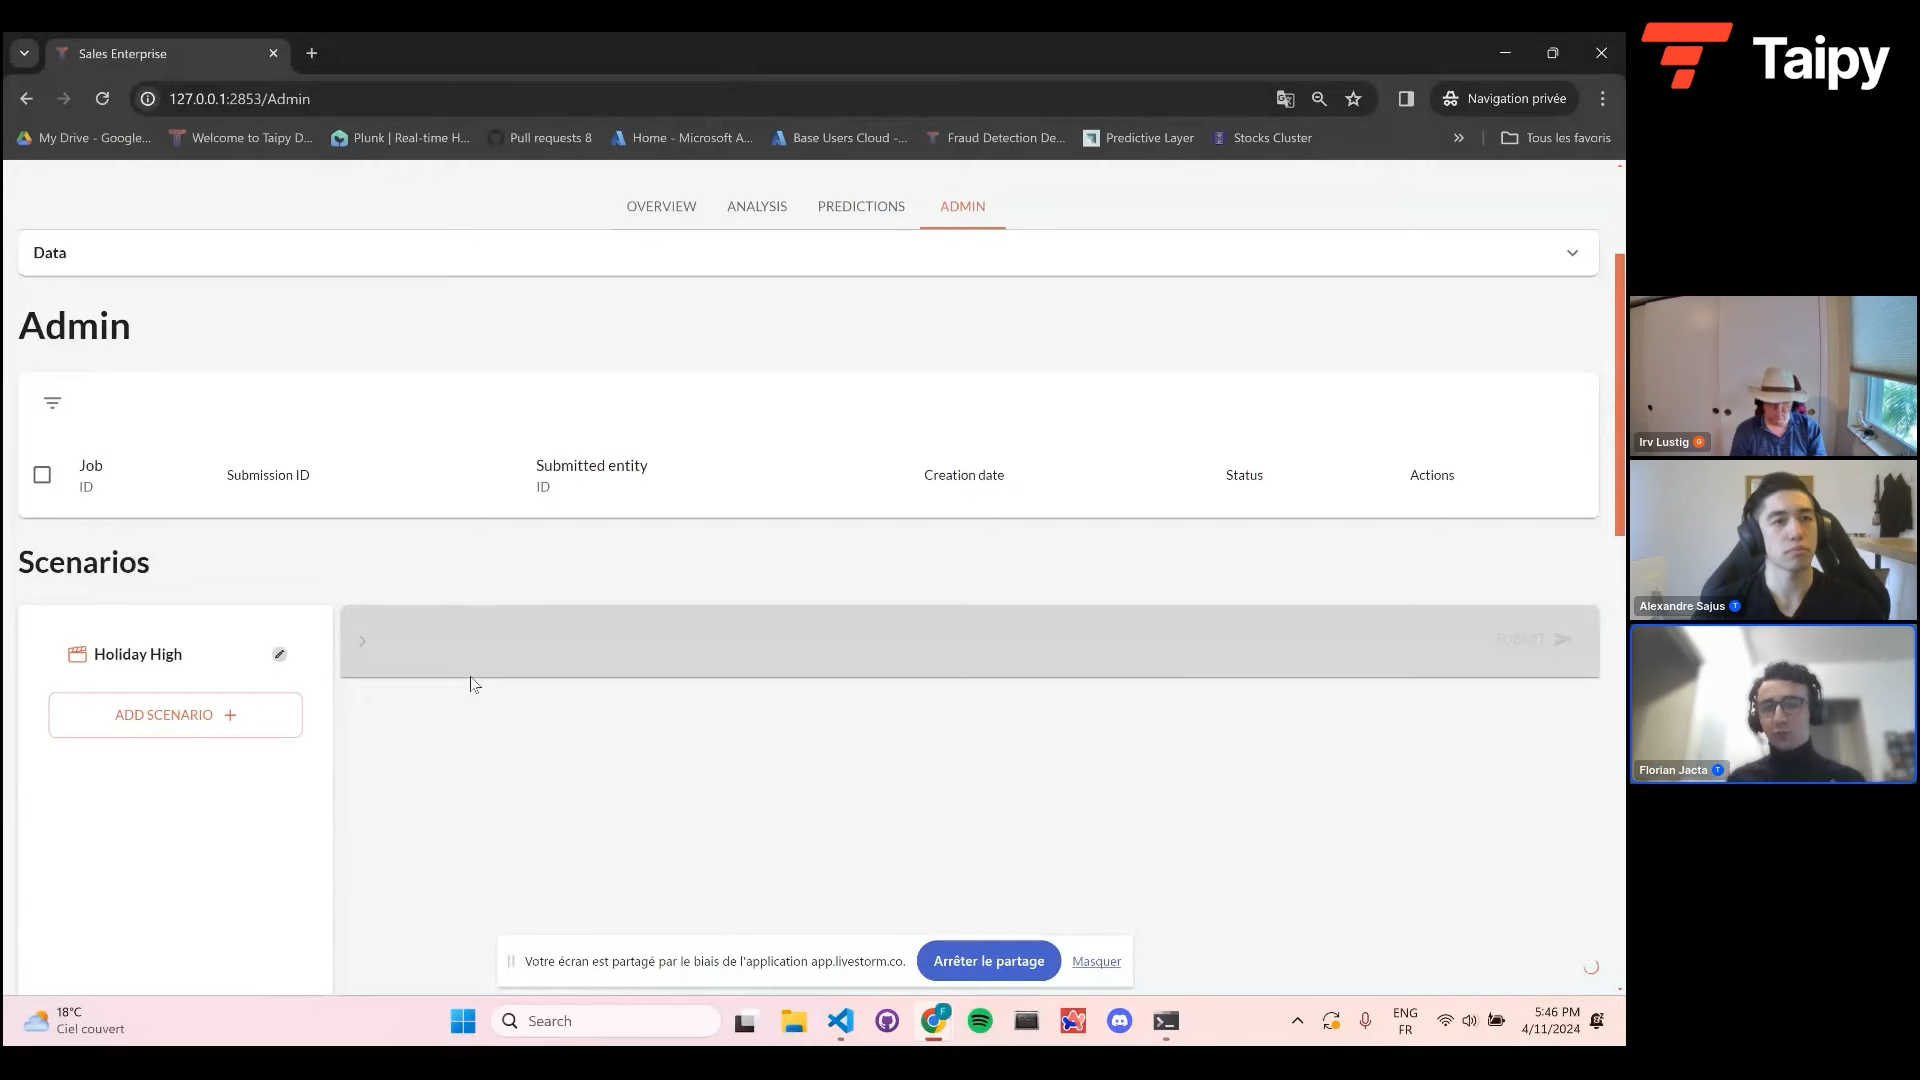 Sales Enterprise
Taipy
127.0.0.1:2853/Admin
Navigation privée
My Drive - Google...
Welcome to Taipy D...
Plunk | Real-time H...
Pull requests 8
Home - Microsoft A...
Base Users Cloud -...
Fraud Detection De...
Predictive Layer
Stocks Cluster
Tous les favoris
OVERVIEW
ANALYSIS
PREDICTIONS
ADMIN
Data
Admin
Job
ID
Submission ID
Submitted entity
ID
Creation date
Status
Actions
Scenarios
Holiday High
SUBMIT
ADD SCENARIO
Irv Lustig
Alexandre Sajus
Florian Jacta
Votre écran est partagé par le biais de l'application app.livestorm.co.
Arrêter le partage
Masquer
18°C
Ciel couvert
Search
ENG
FR
5:46 PM
4/11/2024